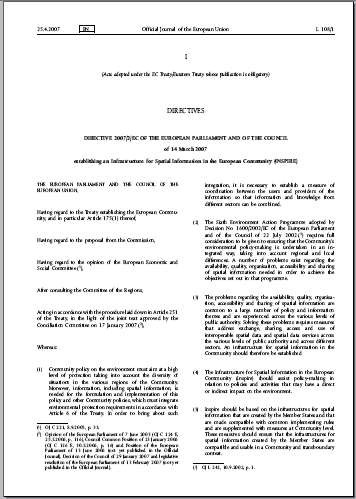 25.4.2007
EN
Official Journal of the European Union
L 108/1
I
(Acts adopted under the EC Treaty/Euratom Treaty whose publication is obligatory)
DIRECTIVES
DIRECTIVE 2007/2/EC OF THE EUROPEAN PARLIAMENT AND OF THE COUNCIL
of 14 March 2007
establishing an Infrastructure for Spatial Information in the European Community (INSPIRE)
THE EUROPEAN PARLIAMENT AND THE COUNCIL OF THE
EUROPEAN UNION,
Having regard to the Treaty establishing the European Commu-
nity, and in particular Article 175(1) thereof,
Having regard to the proposal from the Commission,
Having regard to the opinion of the European Economic and
Social Committee (1),
After consulting the Committee of the Regions,
Acting in accordance with the procedure laid down in Article 251
of the Treaty, in the light of the joint text approved by the
Conciliation Committee on 17 January 2007 (2),
Whereas:
(1) Community policy on the environment must aim at a high
level of protection taking into account the diversity of
situations in the various regions of the Community.
Moreover, information, including spatial information, is
needed for the formulation and implementation of this
policy and other Community policies, which must integrate
environmental protection requirements in accordance with
Article 6 of the Treaty. In order to bring about such
(1) OJ C 221, 8.9.2005, p. 33.
(2) Opinion of the European Parliament of 7 June 2005 (OJ C 124 E,
25.5.2006, p. 116), Council Common Position of 23 January 2006
(OJ C 126 E, 30.5.2006, p. 16) and Position of the European
Parliament of 13 June 2006 (not yet published in the Official
Journal). Decision of the Council of 29 January 2007 and legislative
resolution of the European Parliament of 13 February 2007 (not yet
published in the Official Journal).
integration, it is necessary to establish a measure of
coordination between the users and providers of the
information so that information and knowledge from
different sectors can be combined.
(2) The Sixth Environment Action Programme adopted by
Decision No 1600/2002/EC of the European Parliament
and of the Council of 22 July 2002 (3) requires full
consideration to be given to ensuring that the Community's
environmental policy-making is undertaken in an in-
tegrated way, taking into account regional and local
differences. A number of problems exist regarding the
availability, quality, organisation, accessibility and sharing
of spatial information needed in order to achieve the
objectives set out in that programme.
(3) The problems regarding the availability, quality, organisa-
tion, accessibility and sharing of spatial information are
common to a large number of policy and information
themes and are experienced across the various levels of
public authority. Solving these problems requires measures
that address exchange, sharing, access and use of
interoperable spatial data and spatial data services across
the various levels of public authority and across different
sectors. An infrastructure for spatial information in the
Community should therefore be established.
(4) The Infrastructure for Spatial Information in the European
Community (Inspire) should assist policy-making in
relation to policies and activities that may have a direct
or indirect impact on the environment.
(5) Inspire should be based on the infrastructures for spatial
information that are created by the Member States and that
are made compatible with common implementing rules
and are supplemented with measures at Community level.
These measures should ensure that the infrastructures for
spatial information created by the Member States are
compatible and usable in a Community and transboundary
context.
(3) OJ L 242, 10.9.2002, p. 1.